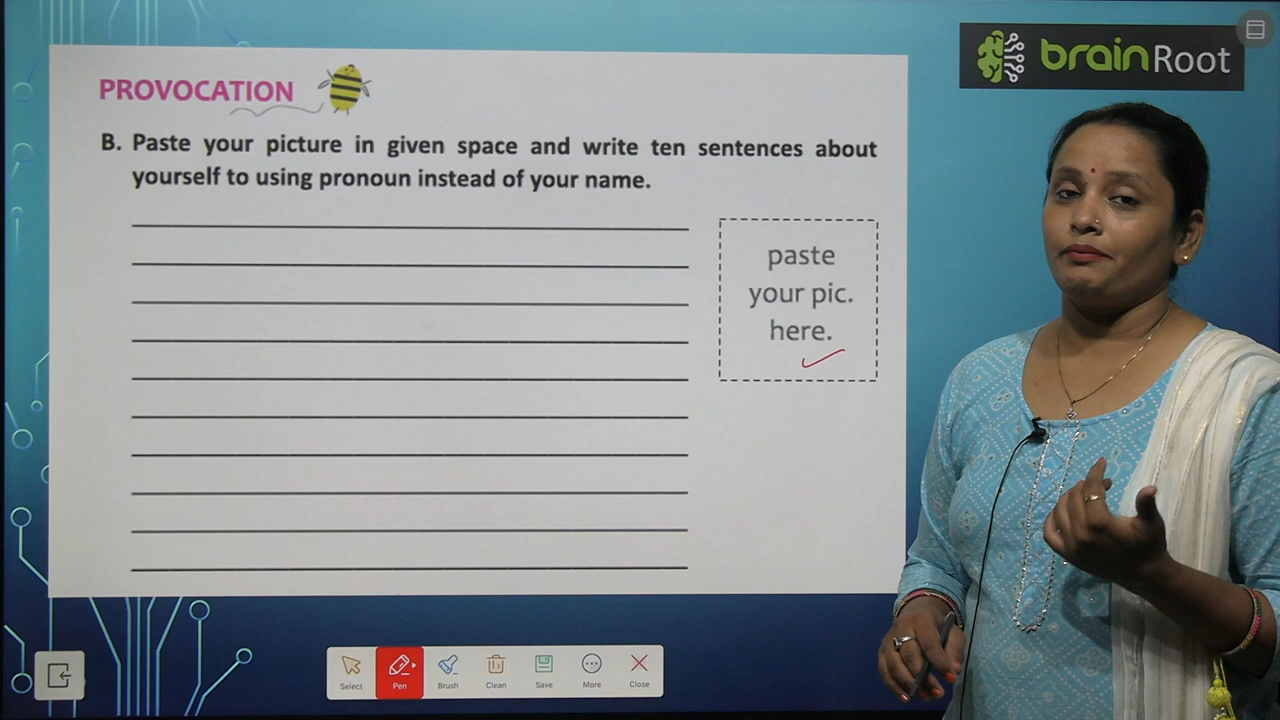 brainRoot
PROVOCATION
B. Paste your picture in given space and write ten sentences about
yourself to using pronoun instead of your name.
paste
your pic.
here.
Select
Pen
Brush
Clean
Save
More
Close